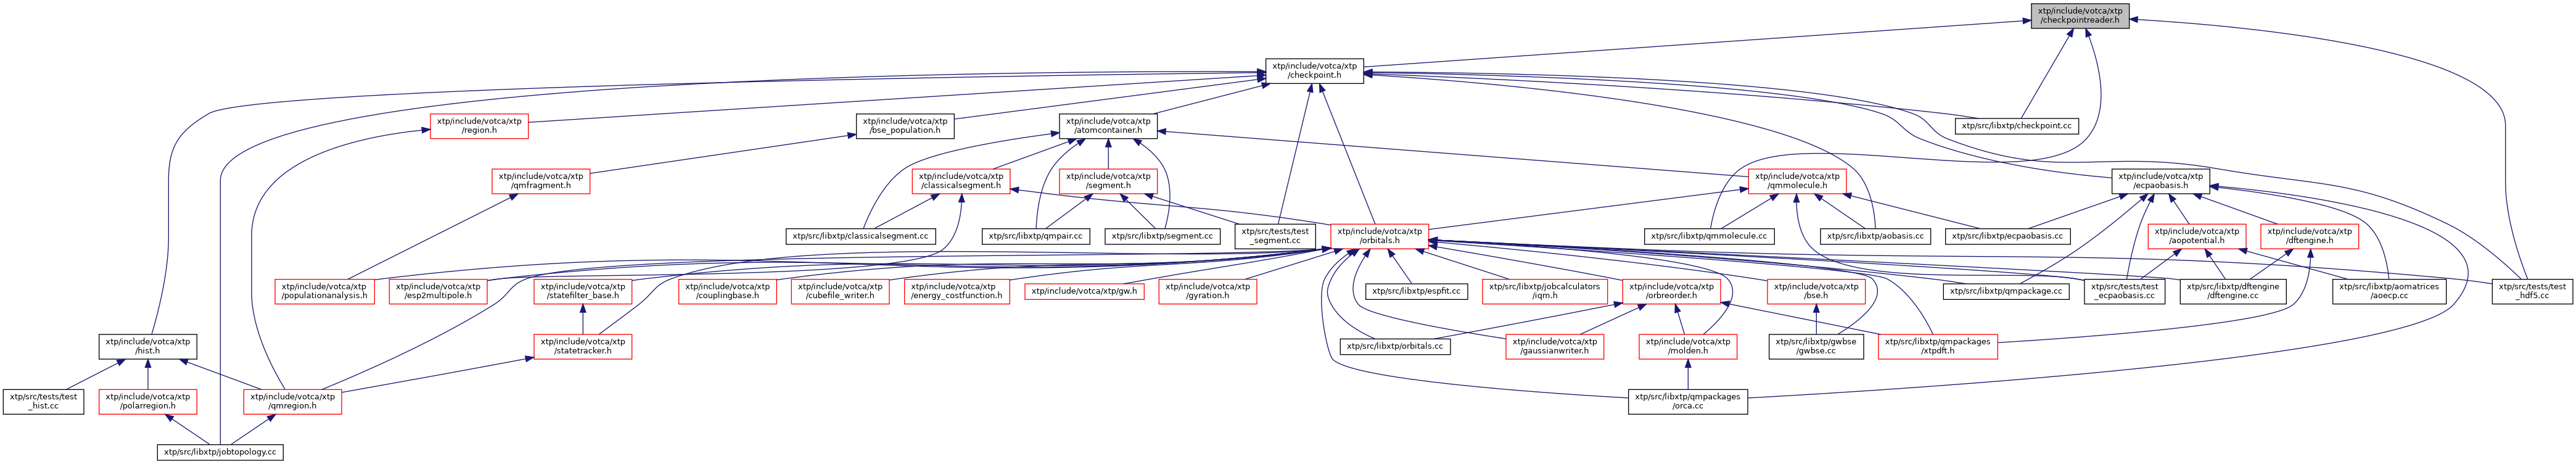 xtp/include/votca/xtp
/checkpointreader.h
xtp/include/votca/xtp
/checkpoint.h
xtp/include/votca/xtp
/region.h
xtp/include/votca/xtp
/bse_population.h
xtp/include/votca/xtp
/atomcontainer.h
xtp/src/libxtp/checkpoint.cc
xtp/include/votca/xtp
/qmfragment.h
xtp/include/votca/xtp
/classicalsegment.h
xtp/include/votca/xtp
/segment.h
xtp/include/votca/xtp
/qmmolecule.h
xtp/include/votca/xtp
/ecpaobasis.h
xtp/src/libxtp/classicalsegment.cc
xtp/src/libxtp/qmpair.cc
xtp/src/libxtp/segment.cc
xtp/src/tests/test
_segment.cc
xtp/include/votca/xtp
/orbitals.h
xtp/src/libxtp/qmmolecule.cc
xtp/src/libxtp/aobasis.cc
xtp/src/libxtp/ecpaobasis.cc
xtp/include/votca/xtp
/aopotential.h
xtp/include/votca/xtp
/dftengine.h
xtp/include/votca/xtp
/populationanalysis.h
xtp/include/votca/xtp
/esp2multipole.h
xtp/include/votca/xtp
/statefilter_base.h
xtp/include/votca/xtp
/couplingbase.h
xtp/include/votca/xtp
/cubefile_writer.h
xtp/include/votca/xtp
/energy_costfunction.h
xtp/include/votca/xtp/gw.h
xtp/include/votca/xtp
/gyration.h
xtp/src/libxtp/espfit.cc
xtp/src/libxtp/jobcalculators
/iqm.h
xtp/include/votca/xtp
/orbreorder.h
xtp/include/votca/xtp
/bse.h
xtp/src/libxtp/qmpackage.cc
xtp/src/tests/test
_ecpaobasis.cc
xtp/src/libxtp/dftengine
/dftengine.cc
xtp/src/libxtp/aomatrices
/aoecp.cc
xtp/src/tests/test
_hdf5.cc
xtp/include/votca/xtp
/hist.h
xtp/include/votca/xtp
/statetracker.h
xtp/src/libxtp/orbitals.cc
xtp/include/votca/xtp
/gaussianwriter.h
xtp/include/votca/xtp
/molden.h
xtp/src/libxtp/gwbse
/gwbse.cc
xtp/src/libxtp/qmpackages
/xtpdft.h
xtp/src/tests/test
_hist.cc
xtp/include/votca/xtp
/polarregion.h
xtp/include/votca/xtp
/qmregion.h
xtp/src/libxtp/qmpackages
/orca.cc
xtp/src/libxtp/jobtopology.cc